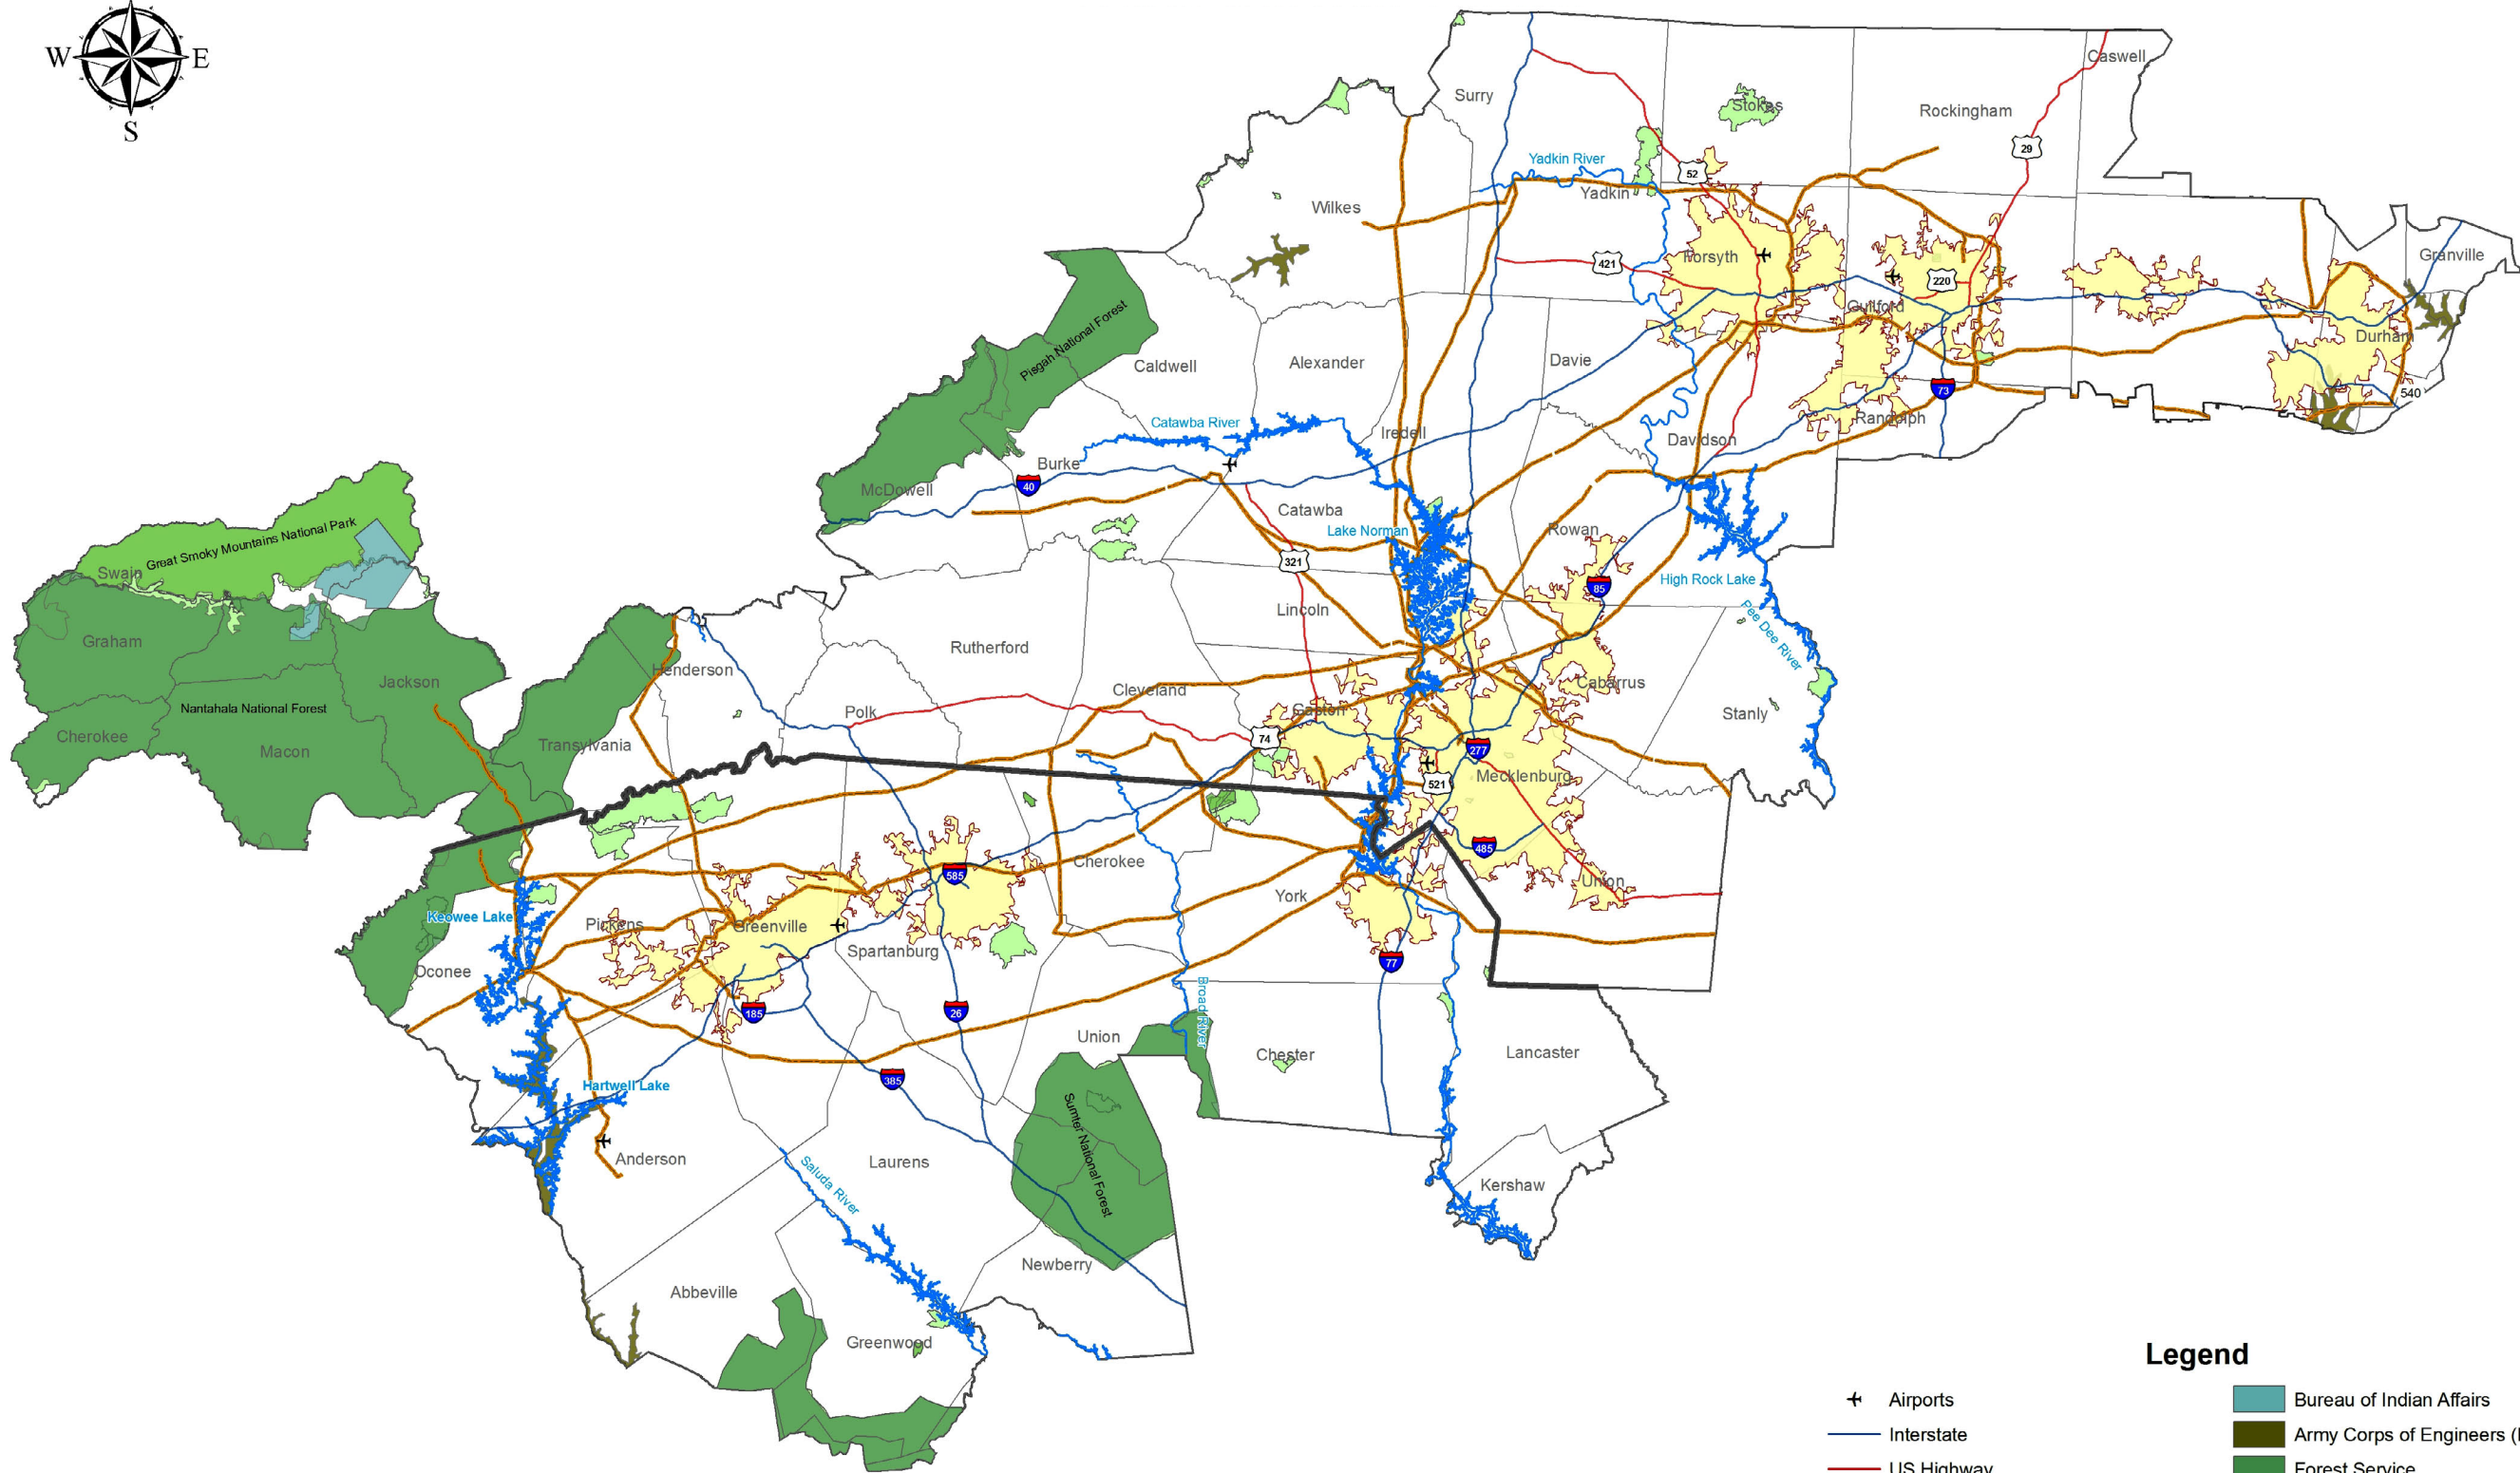 W
E
S
Caswell
Surry
Stokes
Rockingham
29
Yadkin River
52
Yadkin
Wilkes
Granville
421
Forsyth
220
Guilford
Durham
540
Pisgah National Forest
Caldwell
Alexander
Davie
73
Randolph
Catawba River
Iredell
Davidson
Burke
40
McDowell
Catawba
Lake Norman
Rowan
Great Smoky Mountains National Park
Swain
321
85
High Rock Lake
Pee Dee River
Lincoln
Graham
Rutherford
Henderson
Jackson
Cleveland
Cabarrus
Nantahala National Forest
Polk
Gaston
Stanly
Cherokee
Macon
Transylvania
74
277
521
Mecklenburg
485
Cherokee
585
Union
York
Keowee Lake
Pickens
Greenville
Spartanburg
Oconee
77
Broad River
185
26
Union
Chester
Lancaster
385
Hartwell Lake
Sumter National Forest
Anderson
Laurens
Saluda River
Kershaw
Newberry
Abbeville
Greenwood
Legend
Airports
Bureau of Indian Affairs
Interstate
Army Corps of Engineers (
US Highway
Forest Service